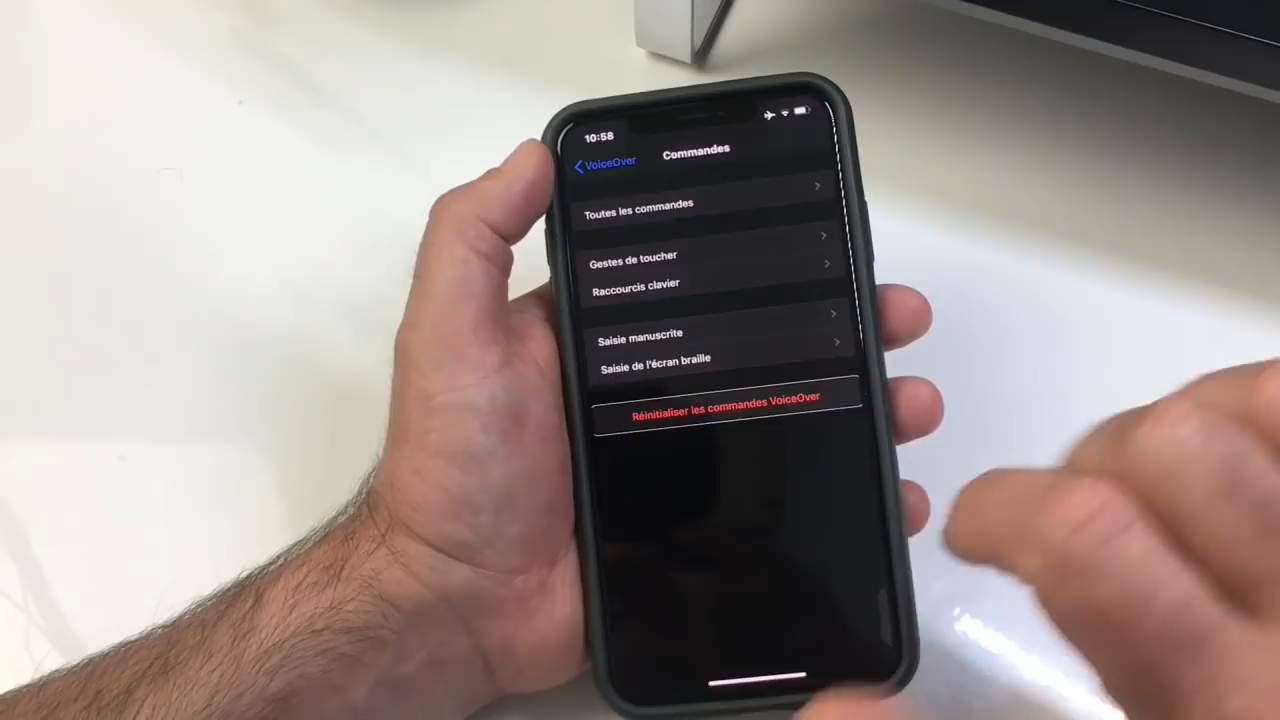 10:58
VoiceOver
Commandes
Toutes les commandes
Gestes de toucher
Raccourcis clavier
Saisie manuscrite
Saisie de l'écran braille
Réinitialiser les commandes VoiceOver